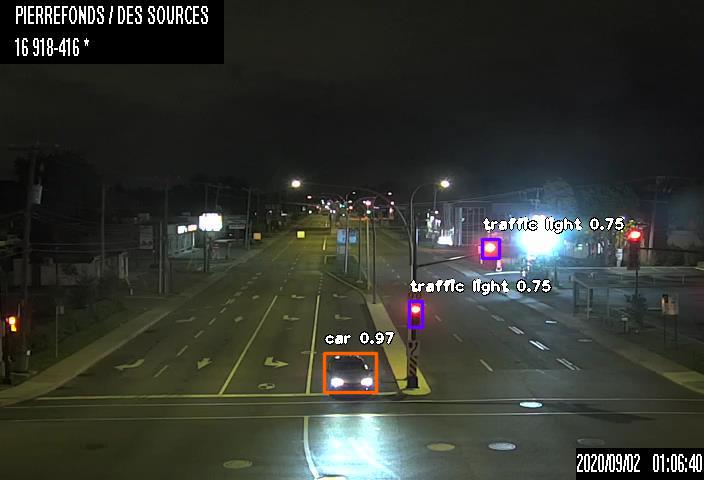 PIERREFONDS / DES SOURCES
16 918-416 *
traffic light 0.75
traffic light 0.75
car 0.97
2020/09/02 01:06:40